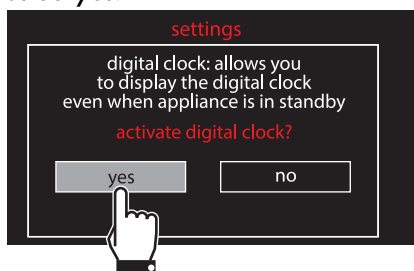 settings
digital clock: allows you
to display the digital clock
even when appliance is in standby
activate digital clock?
yes no